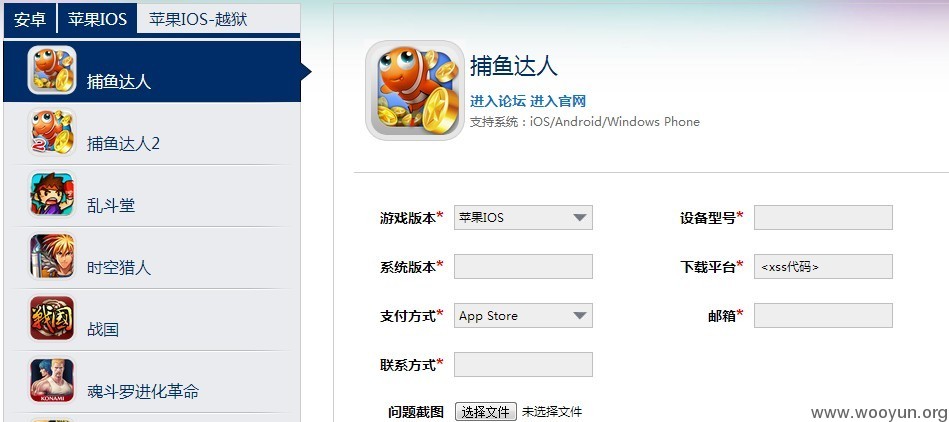 安卓 苹果IOS 苹果IOS-越狱
捕鱼达人
捕鱼达人2
2
乱斗堂
时空猎人
战国
战国
魂斗罗进化革命
KONAMI
捕鱼达人
进入论坛 进入官网
支持系统：iOS/Android/Windows Phone
游戏版本* 苹果IOS 设备型号*
系统版本* 下载平台* <xss代码>
支付方式* App Store 邮箱*
联系方式*
问题截图 选择文件 未选择文件
www.wooyun.org